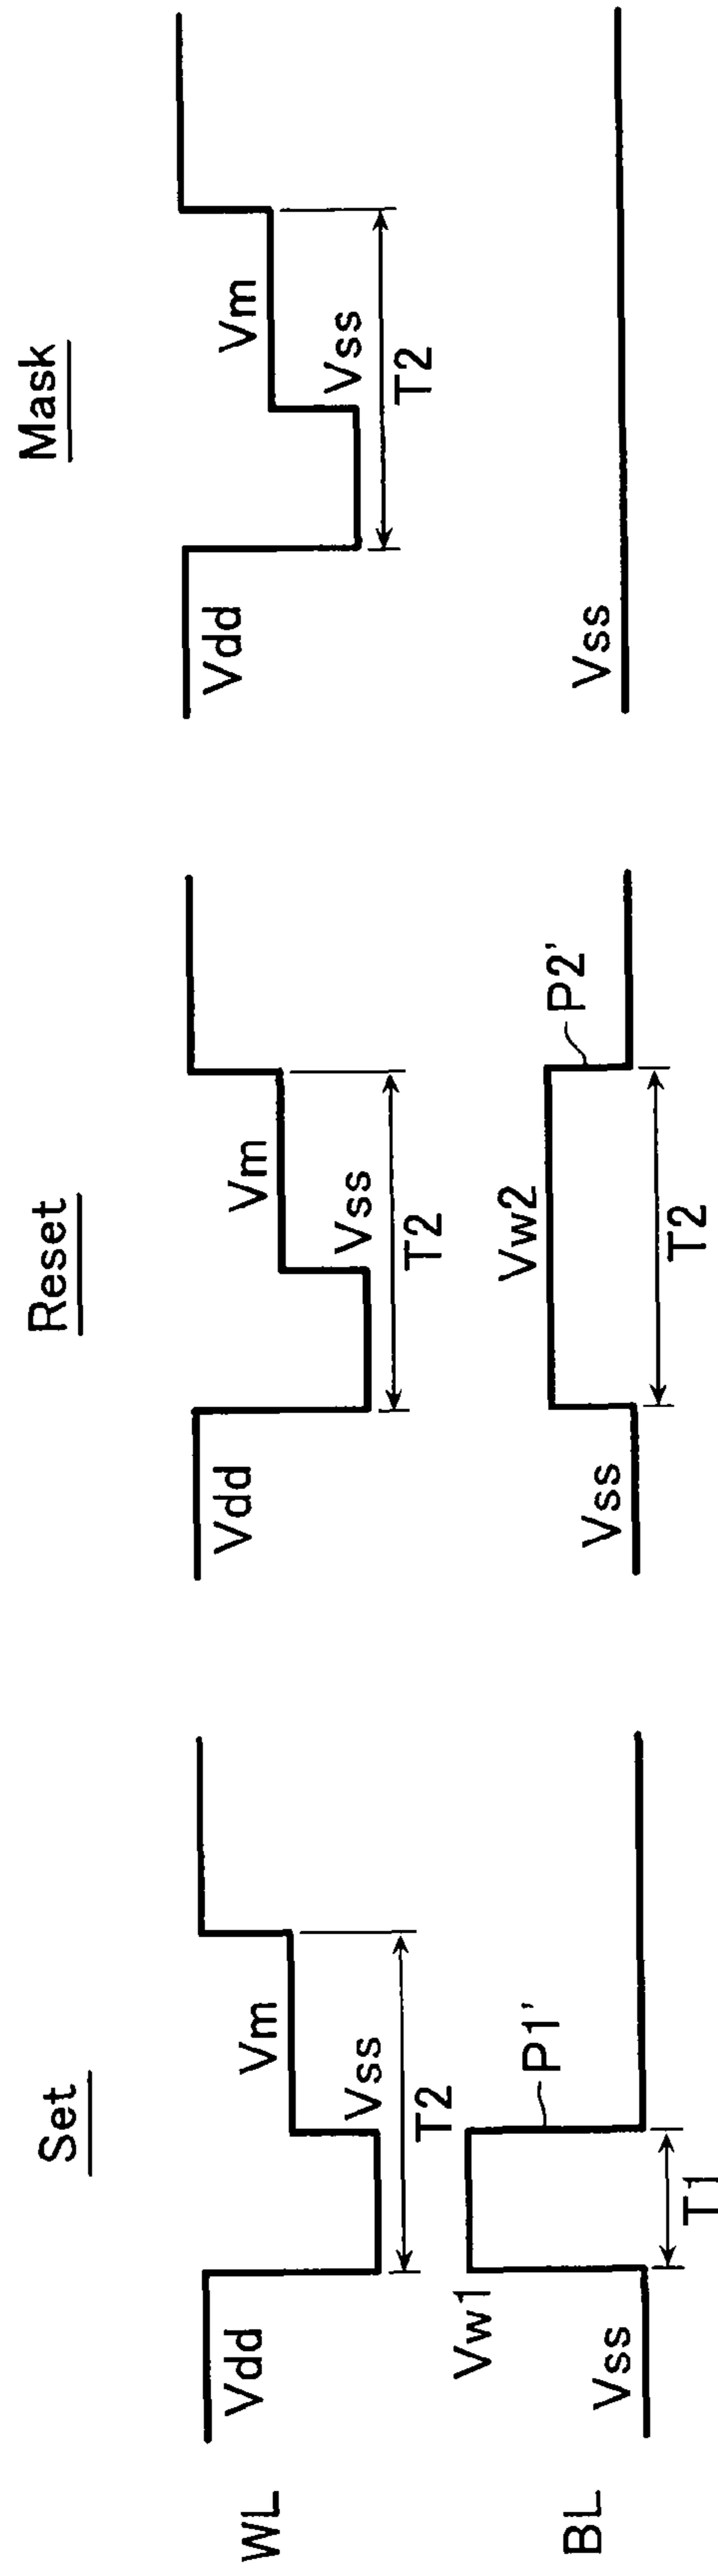 Set
Reset
Mask
WL
Vdd
Vm
Vss
T2
Vdd
Vm
Vss
T2
Vdd
Vm
Vss
T2
BL
Vss
Vw1
P1'
T1
Vss
Vw2
P2'
T2
Vss